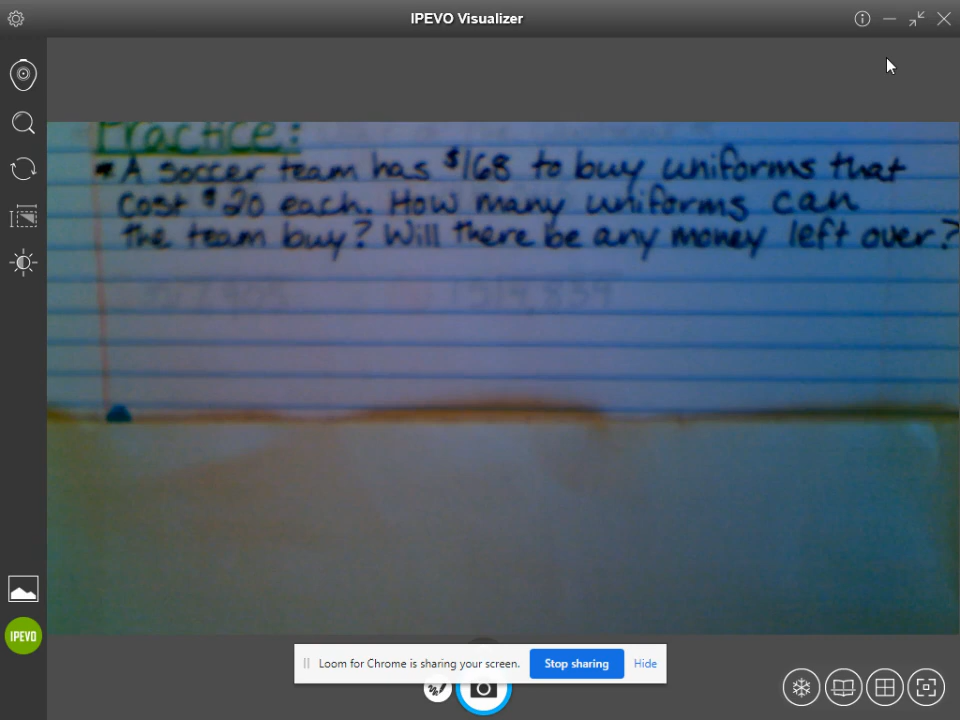 IPEVO Visualizer
Practice:
A soccer team has $168 to buy uniforms that
cost $20 each. How many uniforms can
the team buy? Will there be any money left over?
IPEVO
Loom for Chrome is sharing your screen.
Stop sharing
Hide